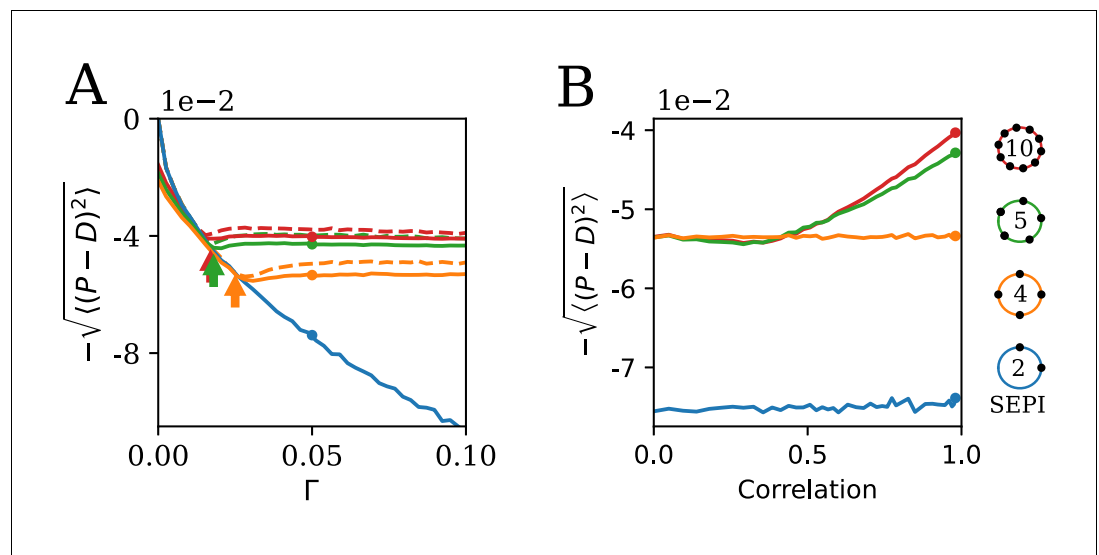 A
1e−2
0
-4
-8
−√⟨(P − D)²⟩
0.00
0.05
0.10
Γ
B
1e−2
-4
-5
-6
-7
−√⟨(P − D)²⟩
0.0
0.5
1.0
Correlation
10
5
4
2
SEPI